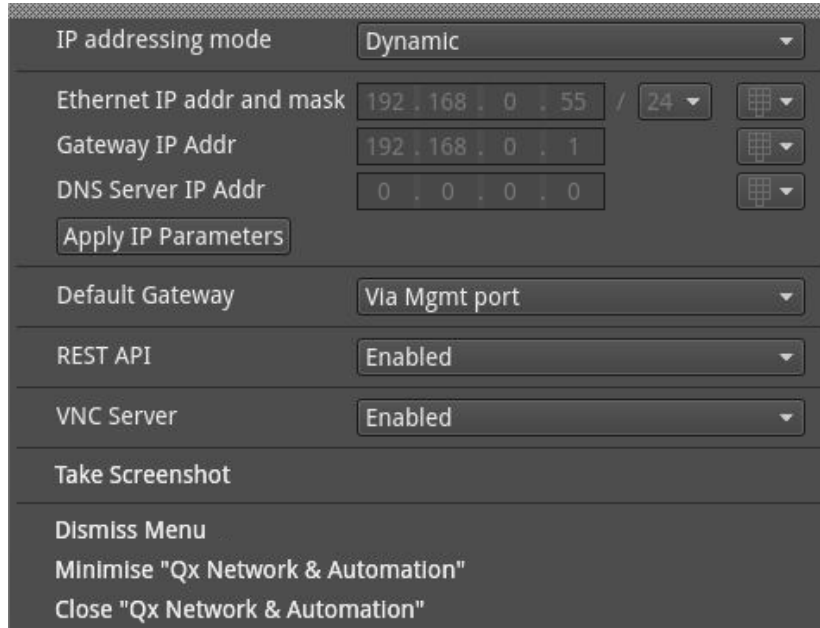 IP addressing mode Dynamic
Ethernet IP addr and mask 192 . 168 . 0 . 55 / 24
Gateway IP Addr 192 . 168 . 0 . 1
DNS Server IP Addr 0 . 0 . 0 . 0
Apply IP Parameters
Default Gateway Via Mgmt port
REST API Enabled
VNC Server Enabled
Take Screenshot
Dismiss Menu
Minimise "Qx Network & Automation"
Close "Qx Network & Automation"